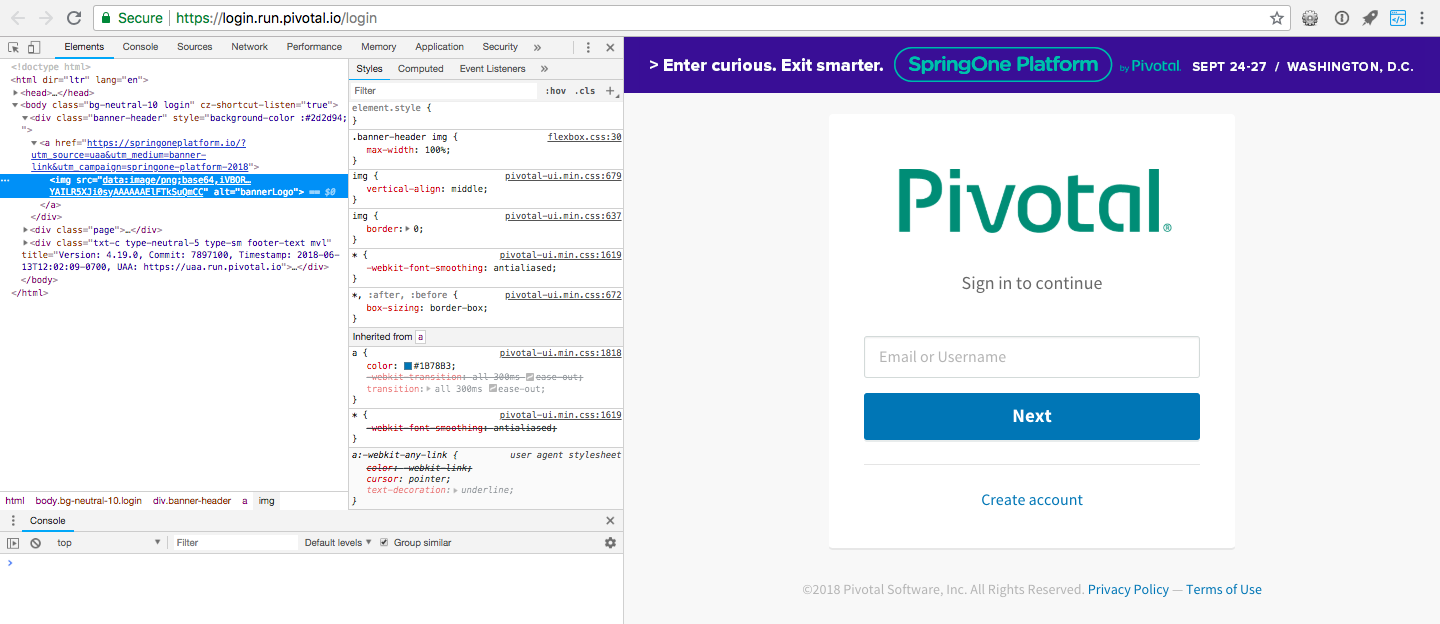 Secure https://login.run.pivotal.io/login
Elements Console Sources Network Performance Memory Application Security »
<!doctype html>
<html dir="ltr" lang="en">
<head>…</head>
<body class="bg-neutral-10 login" cz-shortcut-listen="true">
<div class="banner-header" style="background-color :#2d2d94;
">
<a href="https://springoneplatform.io/?
utm_source=uaa&utm_medium=banner-
link&utm_campaign=springone-platform-2018">
<img src="data:image/png;base64,iVBOR…
YAILR5XJi0syAAAAAElFTkSuQmCC" alt="bannerLogo"> == $0
</a>
</div>
<div class="page">…</div>
<div class="txt-c type-neutral-5 type-sm footer-text mvl"
title="Version: 4.19.0, Commit: 7897100, Timestamp: 2018-06-
13T12:02:09-0700, UAA: https://uaa.run.pivotal.io">…</div>
</body>
</html>
html body.bg-neutral-10.login div.banner-header a img
Styles Computed Event Listeners »
Filter :hov .cls +
element.style {
}
.banner-header img { flexbox.css:30
max-width: 100%;
}
img { pivotal-ui.min.css:679
vertical-align: middle;
}
img { pivotal-ui.min.css:637
border: 0;
}
* { pivotal-ui.min.css:1619
-webkit-font-smoothing: antialiased;
}
*, :after, :before { pivotal-ui.min.css:672
box-sizing: border-box;
}
Inherited from a
a { pivotal-ui.min.css:1818
color: #1B78B3;
-webkit-transition: all 300ms ease-out;
transition: all 300ms ease-out;
}
* { pivotal-ui.min.css:1619
-webkit-font-smoothing: antialiased;
}
a:-webkit-any-link { user agent stylesheet
color: -webkit-link;
cursor: pointer;
text-decoration: underline;
}
Console
top Filter Default levels Group similar
> Enter curious. Exit smarter. SpringOne Platform by Pivotal. SEPT 24-27 / WASHINGTON, D.C.
Pivotal®
Sign in to continue
Email or Username
Next
Create account
©2018 Pivotal Software, Inc. All Rights Reserved. Privacy Policy — Terms of Use